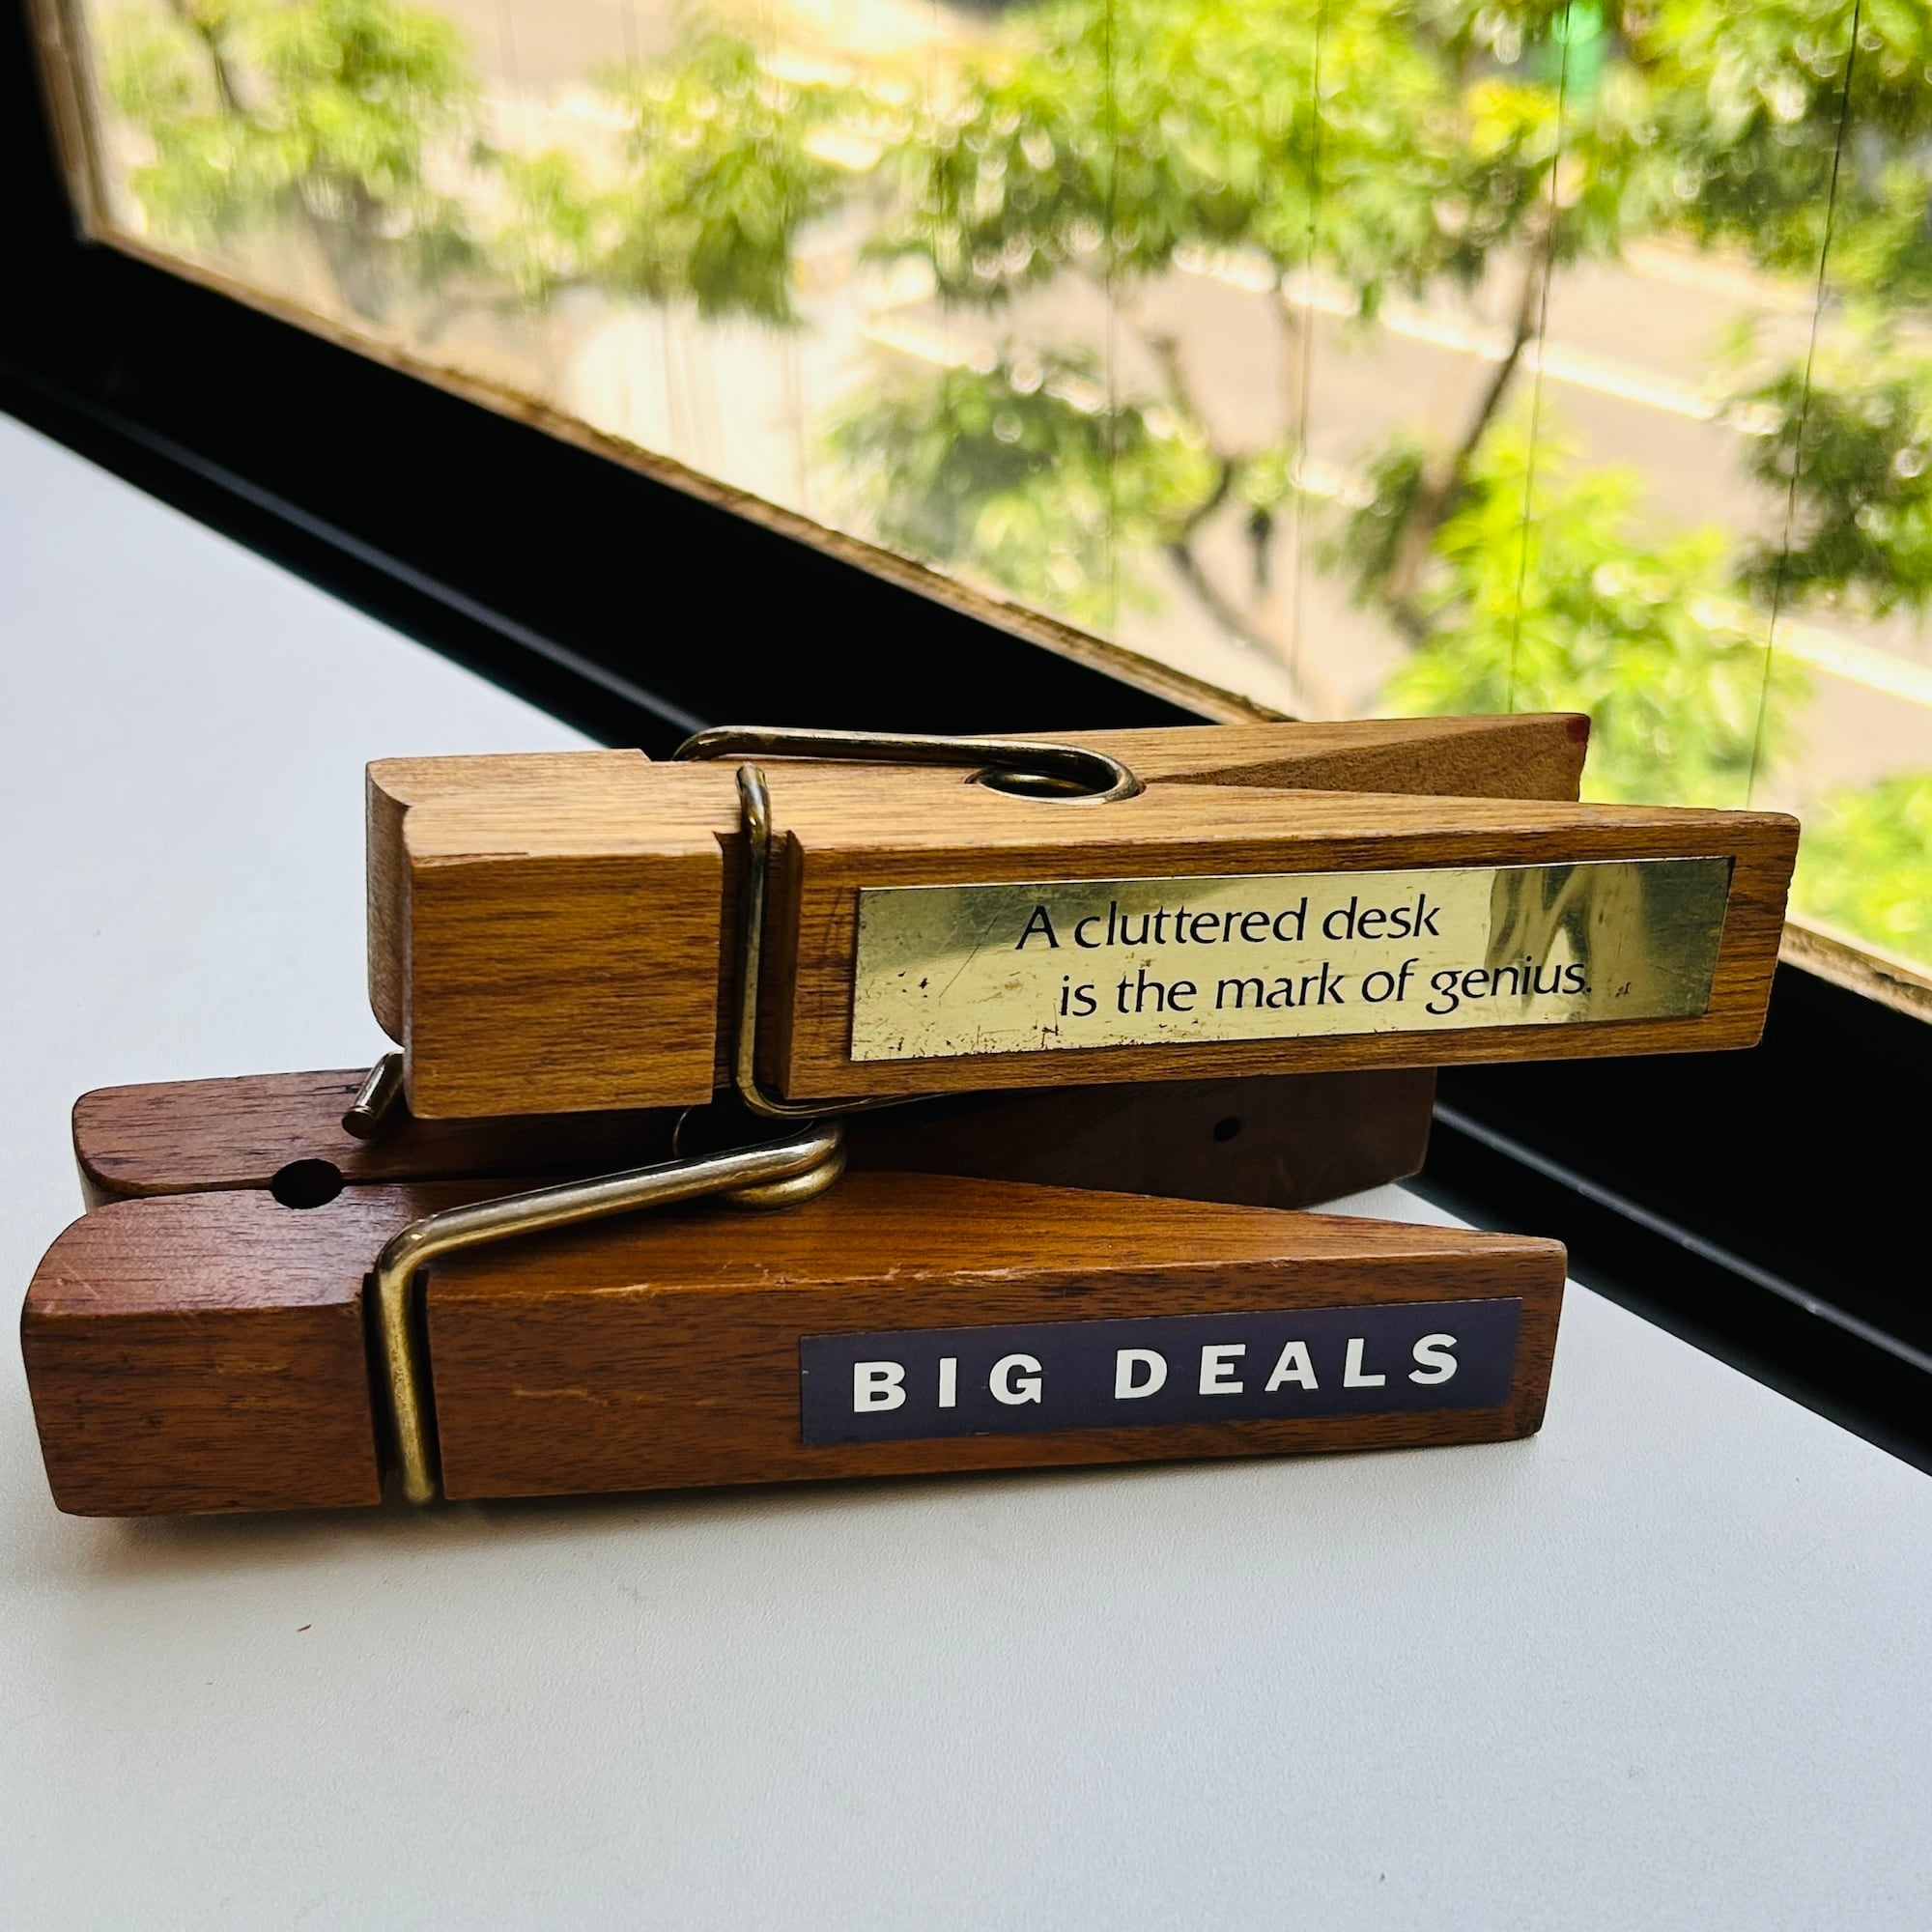 A cluttered desk
is the mark of genius.
BIG DEALS